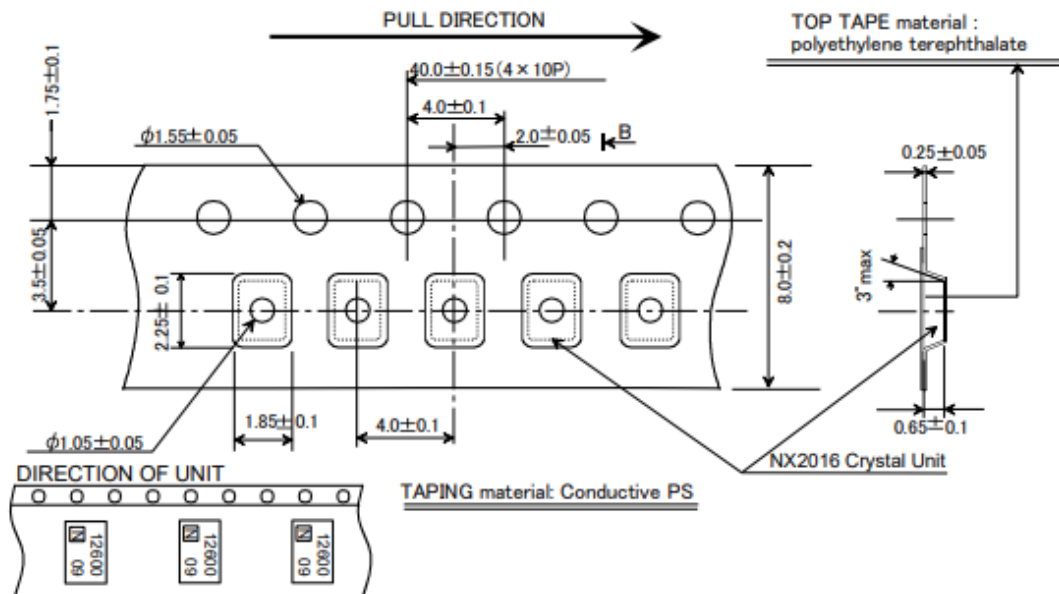 PULL DIRECTION
TOP TAPE material :
polyethylene terephthalate
1.75±0.1
40.0±0.15(4×10P)
4.0±0.1
φ1.55±0.05
2.0±0.05
B
0.25±0.05
3.5±0.05
2.25± 0.1
8.0±0.2
3° max
1.85±0.1
4.0±0.1
φ1.05±0.05
0.65±0.1
NX2016 Crystal Unit
DIRECTION OF UNIT
TAPING material: Conductive PS
N
12600
09
N
12600
09
N
12600
09